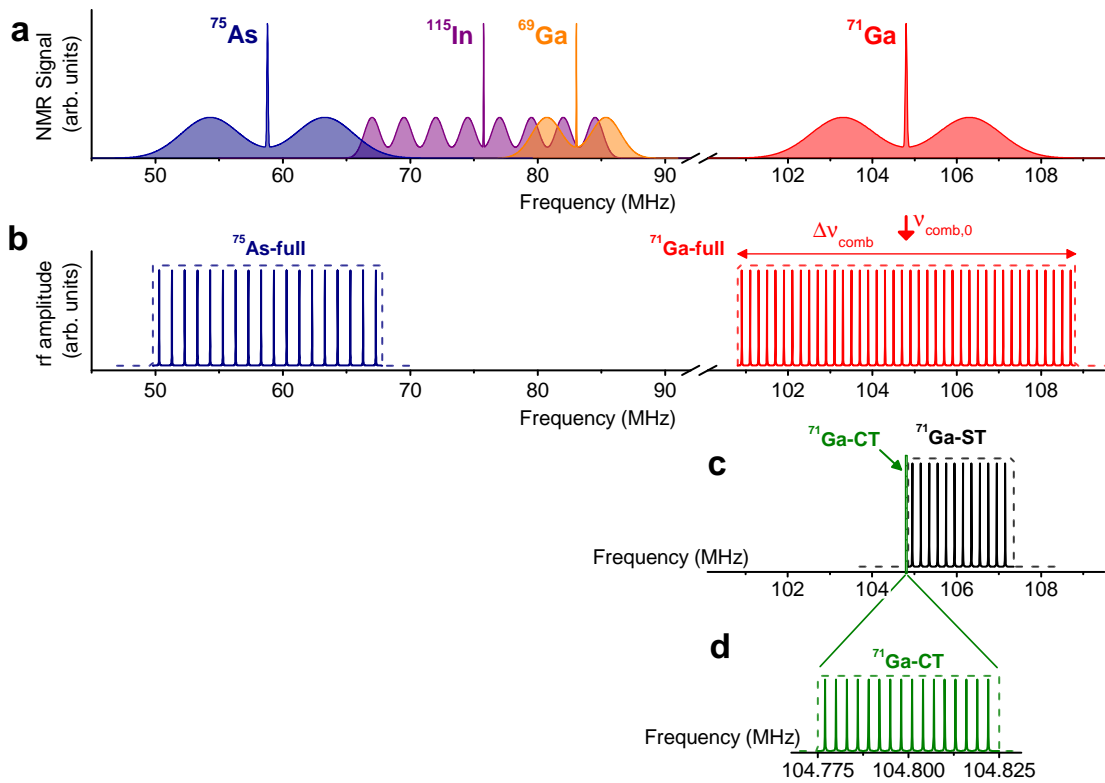 a
⁷⁵As
¹¹⁵In
⁶⁹Ga
⁷¹Ga
NMR Signal
(arb. units)
50 60 70 80 90 102 104 106 108
Frequency (MHz)
b
⁷⁵As-full
⁷¹Ga-full
Δν_comb
ν_comb,0
rf amplitude
(arb. units)
50 60 70 80 90 102 104 106 108
Frequency (MHz)
⁷¹Ga-CT
⁷¹Ga-ST
c
Frequency (MHz)
102 104 106 108
d
⁷¹Ga-CT
Frequency (MHz)
104.775 104.800 104.825